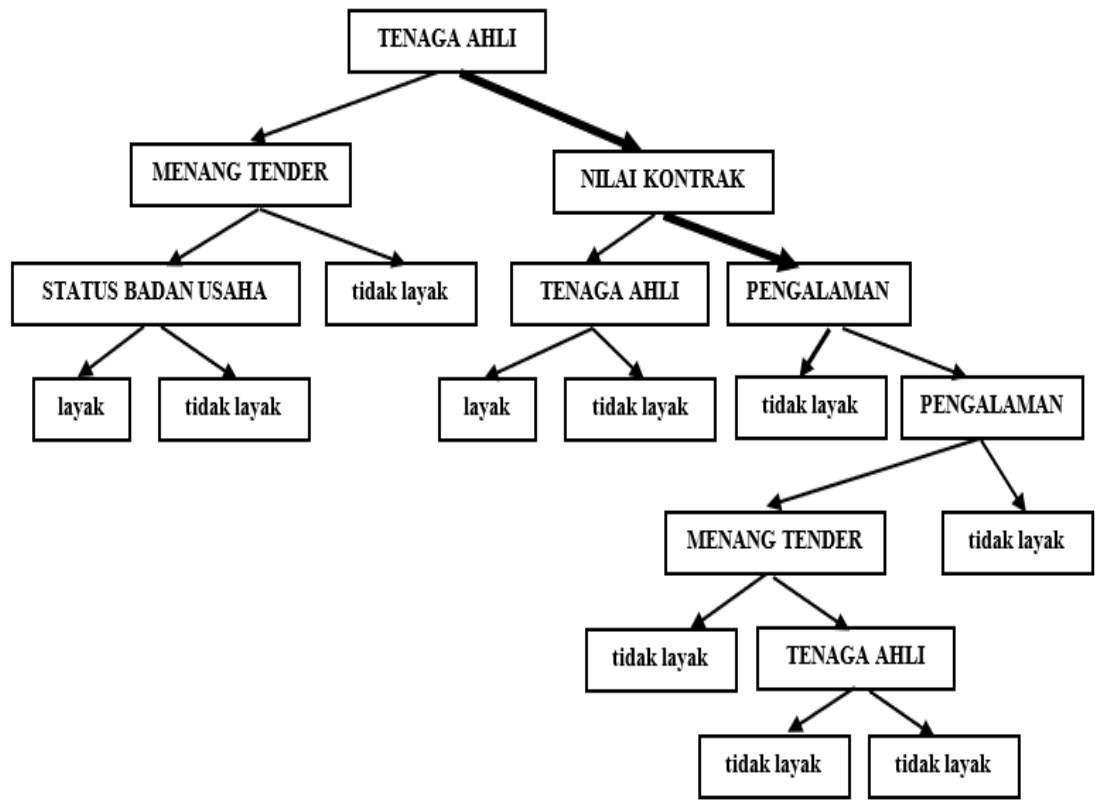 TENAGA AHLI
MENANG TENDER
NILAI KONTRAK
STATUS BADAN USAHA
tidak layak
TENAGA AHLI
PENGALAMAN
layak
tidak layak
layak
tidak layak
tidak layak
PENGALAMAN
MENANG TENDER
tidak layak
tidak layak
TENAGA AHLI
tidak layak
tidak layak